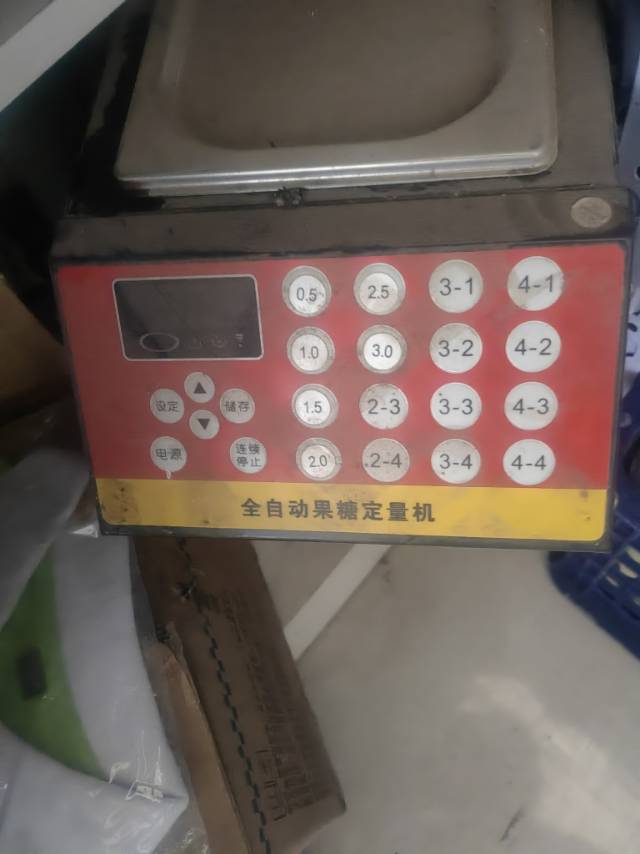 0.5 2.5 3-1 4-1
1.0 3.0 3-2 4-2
设定 ▲ 储存 1.5 2-3 3-3 4-3
▼
电源 连续 停止 2.0 2-4 3-4 4-4
全自动果糖定量机